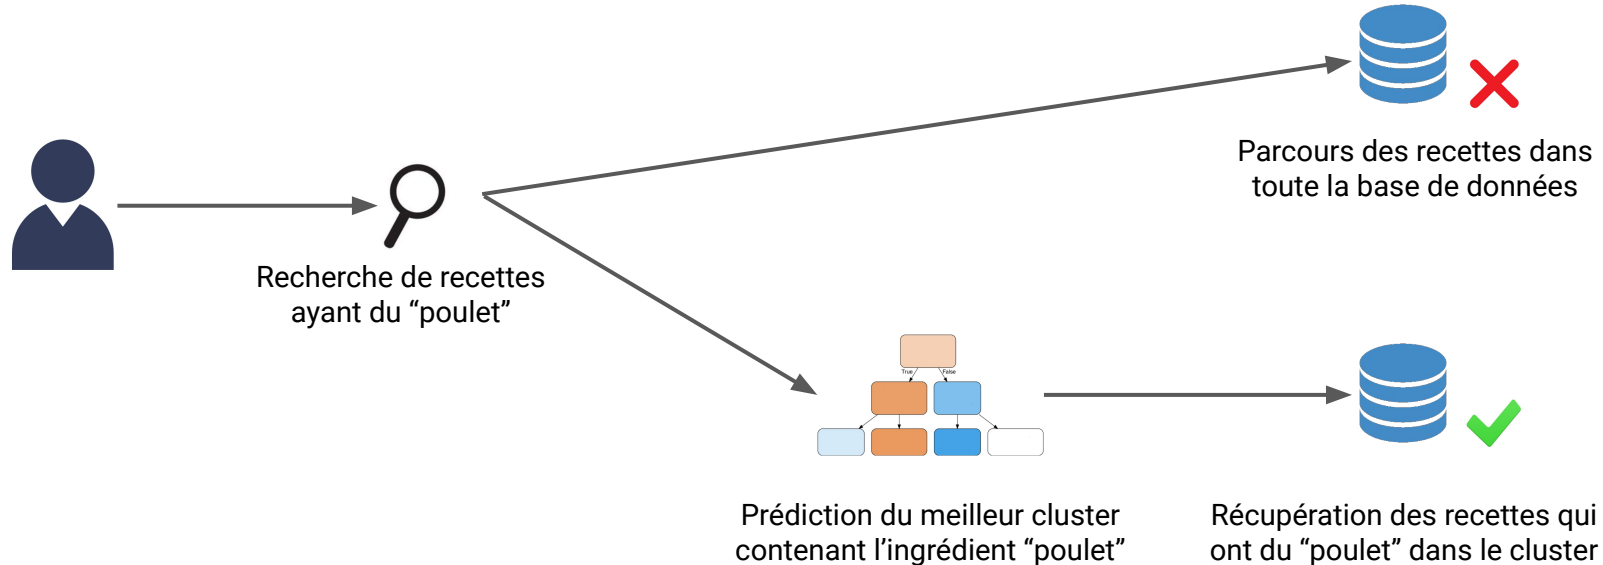 Parcours des recettes dans
toute la base de données
Recherche de recettes
ayant du “poulet”
True
False
Prédiction du meilleur cluster
contenant l’ingrédient “poulet”
Récupération des recettes qui
ont du “poulet” dans le cluster